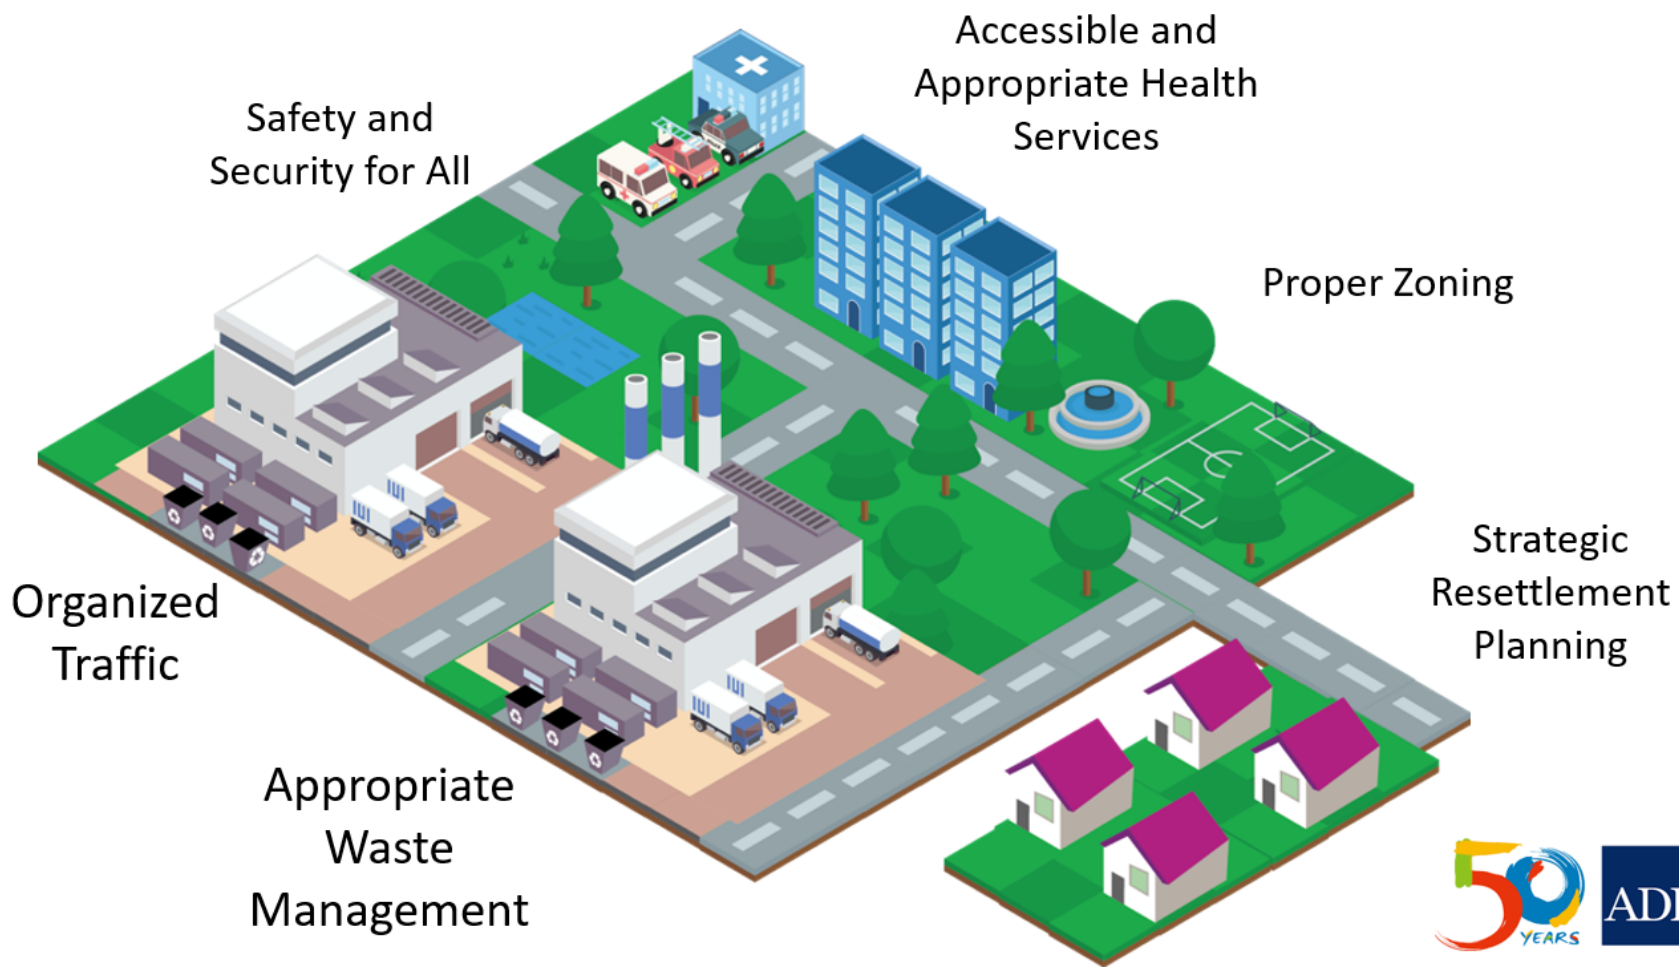 Accessible and
Appropriate Health
Services
Safety and
Security for All
Proper Zoning
Strategic
Resettlement
Planning
Organized
Traffic
Appropriate
Waste
Management
50
YEARS